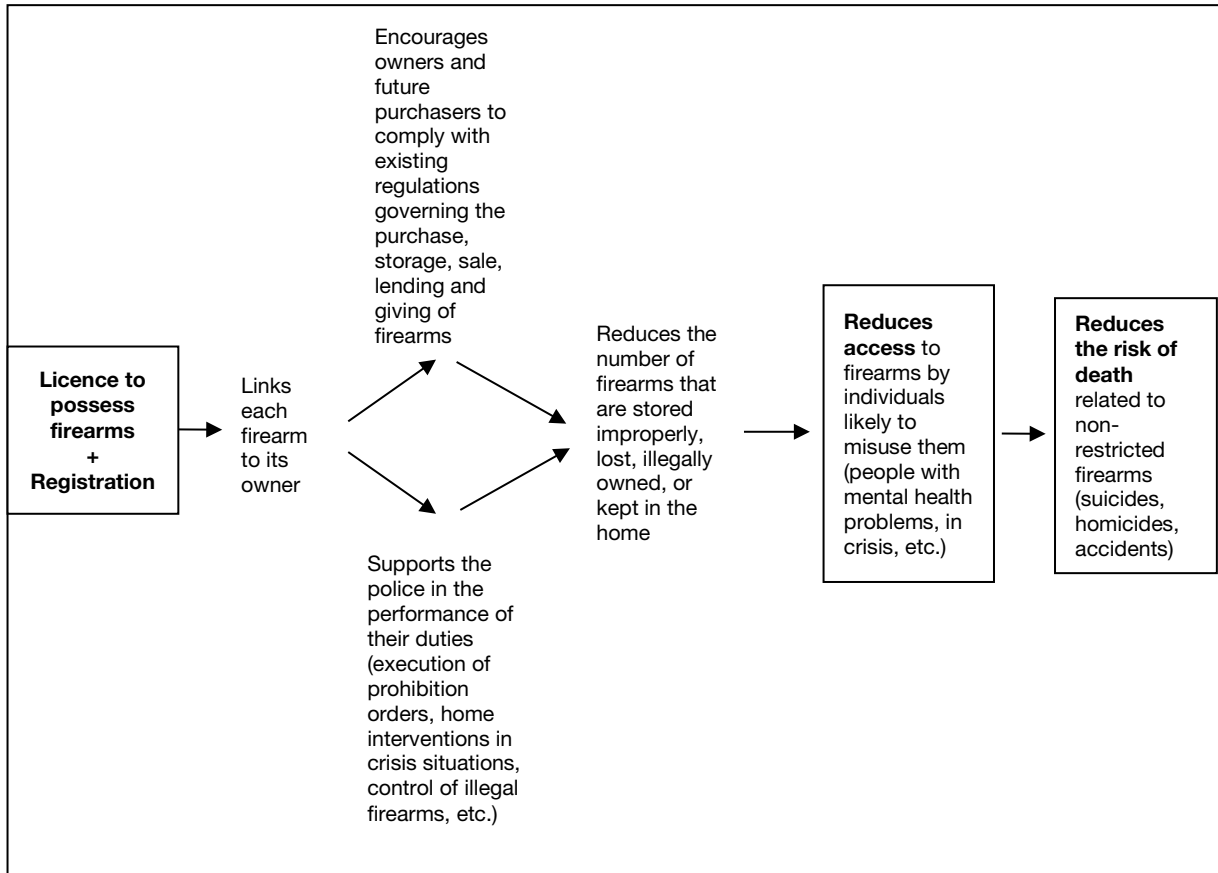 Licence to
possess
firearms
+
Registration
Links
each
firearm
to its
owner
Encourages
owners and
future
purchasers to
comply with
existing
regulations
governing the
purchase,
storage, sale,
lending and
giving of
firearms
Supports the
police in the
performance of
their duties
(execution of
prohibition
orders, home
interventions in
crisis situations,
control of illegal
firearms, etc.)
Reduces the
number of
firearms that
are stored
improperly,
lost, illegally
owned, or
kept in the
home
Reduces
access to
firearms by
individuals
likely to
misuse them
(people with
mental health
problems, in
crisis, etc.)
Reduces
the risk of
death
related to
non-
restricted
firearms
(suicides,
homicides,
accidents)